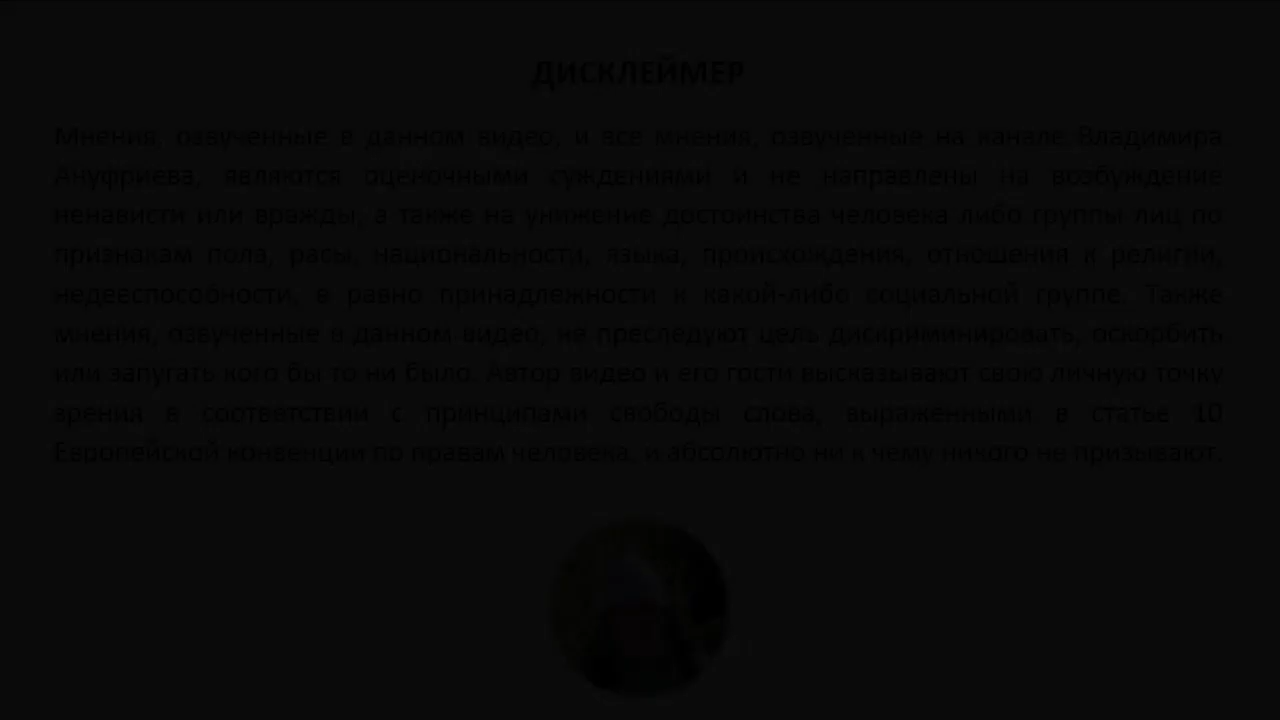 ДИСКЛЕЙМЕР
Мнения, озвученные в данном видео, и все мнения, озвученные на канале Владимира
Ануфриева, являются оценочными суждениями и не направлены на возбуждение
ненависти или вражды, а также на унижение достоинства человека либо группы лиц по
признакам пола, расы, национальности, языка, происхождения, отношения к религии,
недееспособности, а равно принадлежности к какой-либо социальной группе. Также
мнения, озвученные в данном видео, не преследуют цель дискриминировать, оскорбить
или запугать кого бы то ни было. Автор видео и его гости высказывают свою личную точку
зрения в соответствии с принципами свободы слова, выраженными в статье 10
Европейской конвенции по правам человека, и абсолютно ни к чему никого не призывают.